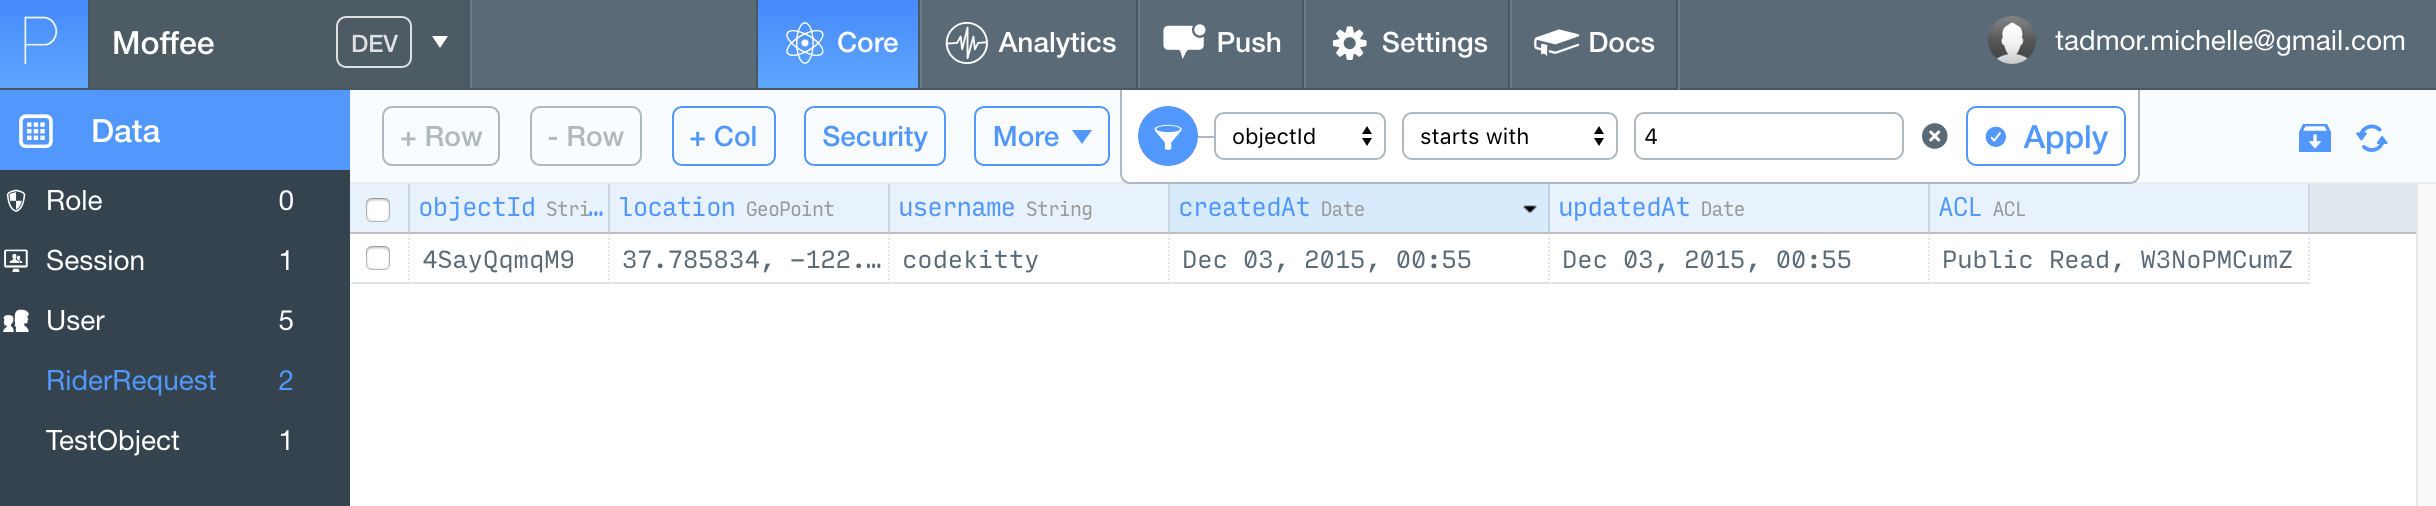 P Moffee DEV Core Analytics Push Settings Docs tadmor.michelle@gmail.com
Data + Row - Row + Col Security More objectId starts with 4 Apply
Role 0 objectId Stri... location GeoPoint username String createdAt Date updatedAt Date ACL ACL
Session 1 4SayQqmqM9 37.785834, -122.... codekitty Dec 03, 2015, 00:55 Dec 03, 2015, 00:55 Public Read, W3NoPMCumZ
User 5
RiderRequest 2
TestObject 1